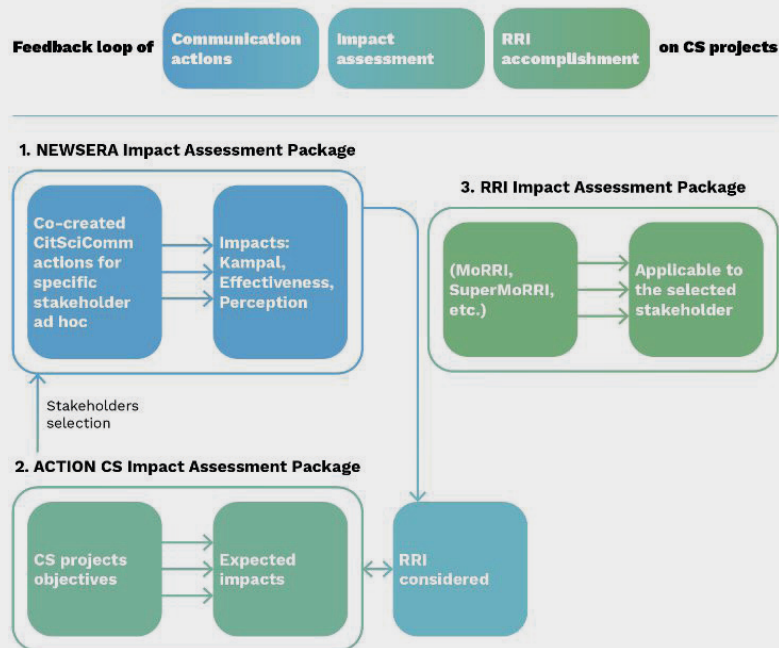 Feedback loop of
Communication
actions
Impact
assessment
RRI
accomplishment
on CS projects
1. NEWSERA Impact Assessment Package
Co-created
CitSciComm
actions for
specific
stakeholder
ad hoc
Impacts:
Kampal,
Effectiveness,
Perception
3. RRI Impact Assessment Package
(MoRRI,
SuperMoRRI,
etc.)
Applicable to
the selected
stakeholder
Stakeholders
selection
2. ACTION CS Impact Assessment Package
CS projects
objectives
Expected
impacts
RRI
considered